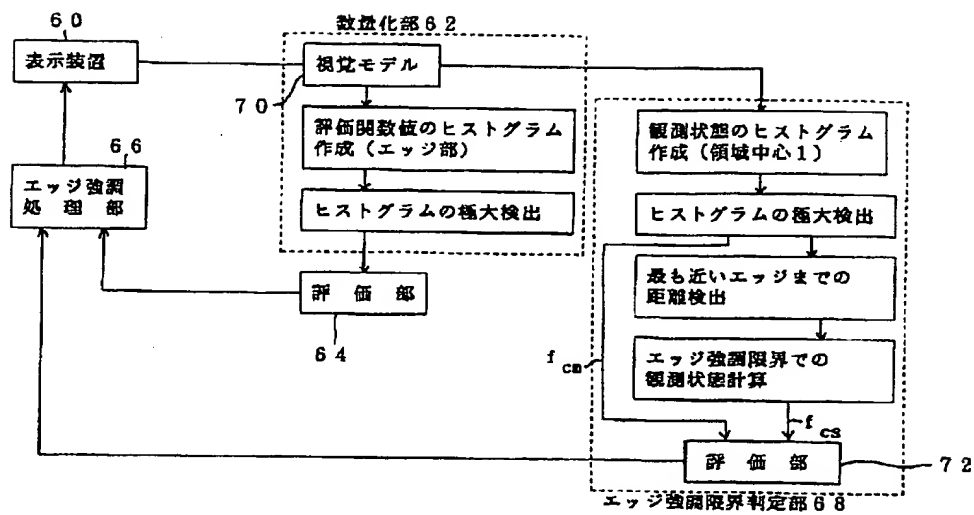 60
数量化部62
表示装置
視覚モデル
70
評価関数値のヒストグラム
作成(エッジ部)
観測状態のヒストグラム
作成(領域中心1)
66
エッジ強調
処理部
ヒストグラムの極大検出
ヒストグラムの極大検出
最も近いエッジまでの
距離検出
評 価 部
64
fcm
エッジ強調限界での
観測状態計算
fcs
評 価 部
72
エッジ強調限界判定部68